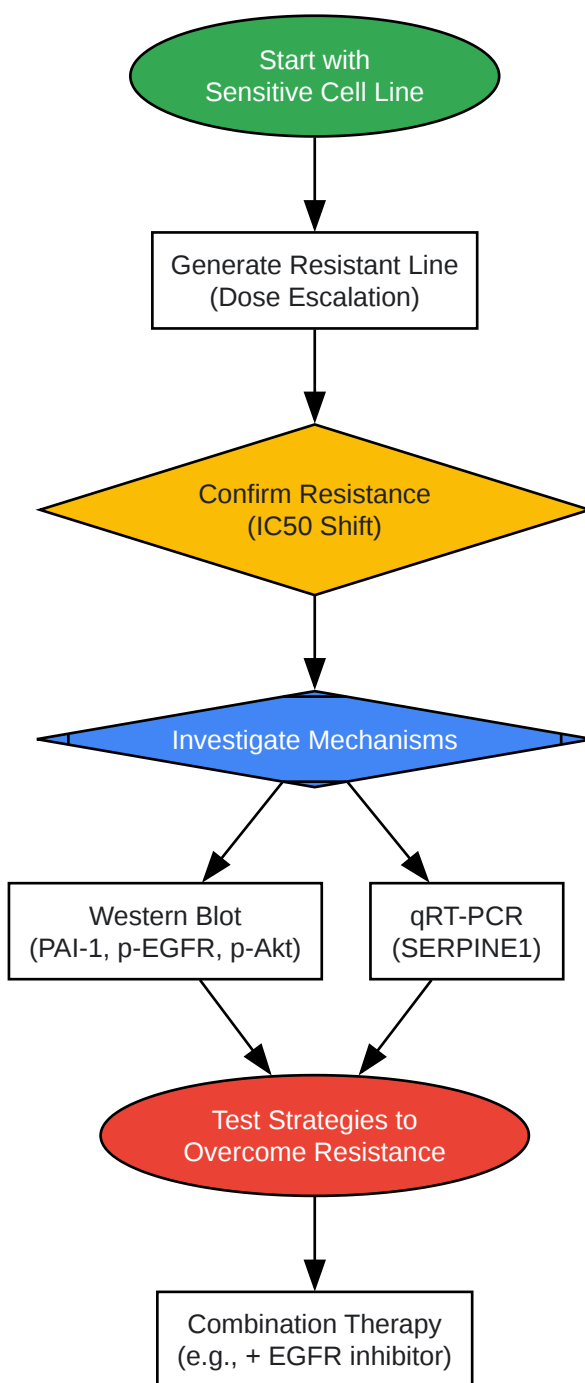 Start with
Sensitive Cell Line
Generate Resistant Line
(Dose Escalation)
Confirm Resistance
(IC50 Shift)
Investigate Mechanisms
Western Blot
(PAI-1, p-EGFR, p-Akt)
qRT-PCR
(SERPINE1)
Test Strategies to
Overcome Resistance
Combination Therapy
(e.g., + EGFR inhibitor)